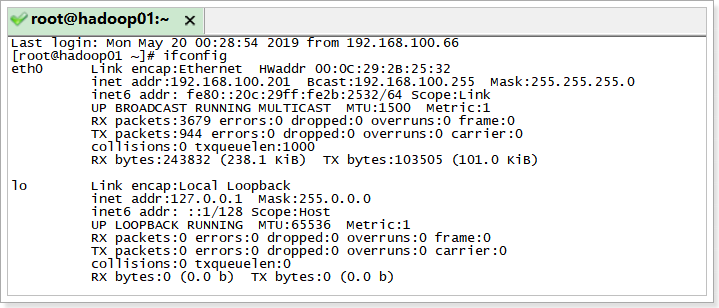 root@hadoop01:~ ×
Last login: Mon May 20 00:28:54 2019 from 192.168.100.66
[root@hadoop01 ~]# ifconfig
eth0 Link encap:Ethernet HWaddr 00:0C:29:2B:25:32
inet addr:192.168.100.201 Bcast:192.168.100.255 Mask:255.255.255.0
inet6 addr: fe80::20c:29ff:fe2b:2532/64 Scope:Link
UP BROADCAST RUNNING MULTICAST MTU:1500 Metric:1
RX packets:3679 errors:0 dropped:0 overruns:0 frame:0
TX packets:944 errors:0 dropped:0 overruns:0 carrier:0
collisions:0 txqueuelen:1000
RX bytes:243832 (238.1 KiB) TX bytes:103505 (101.0 KiB)
lo Link encap:Local Loopback
inet addr:127.0.0.1 Mask:255.0.0.0
inet6 addr: ::1/128 Scope:Host
UP LOOPBACK RUNNING MTU:65536 Metric:1
RX packets:0 errors:0 dropped:0 overruns:0 frame:0
TX packets:0 errors:0 dropped:0 overruns:0 carrier:0
collisions:0 txqueuelen:0
RX bytes:0 (0.0 b) TX bytes:0 (0.0 b)